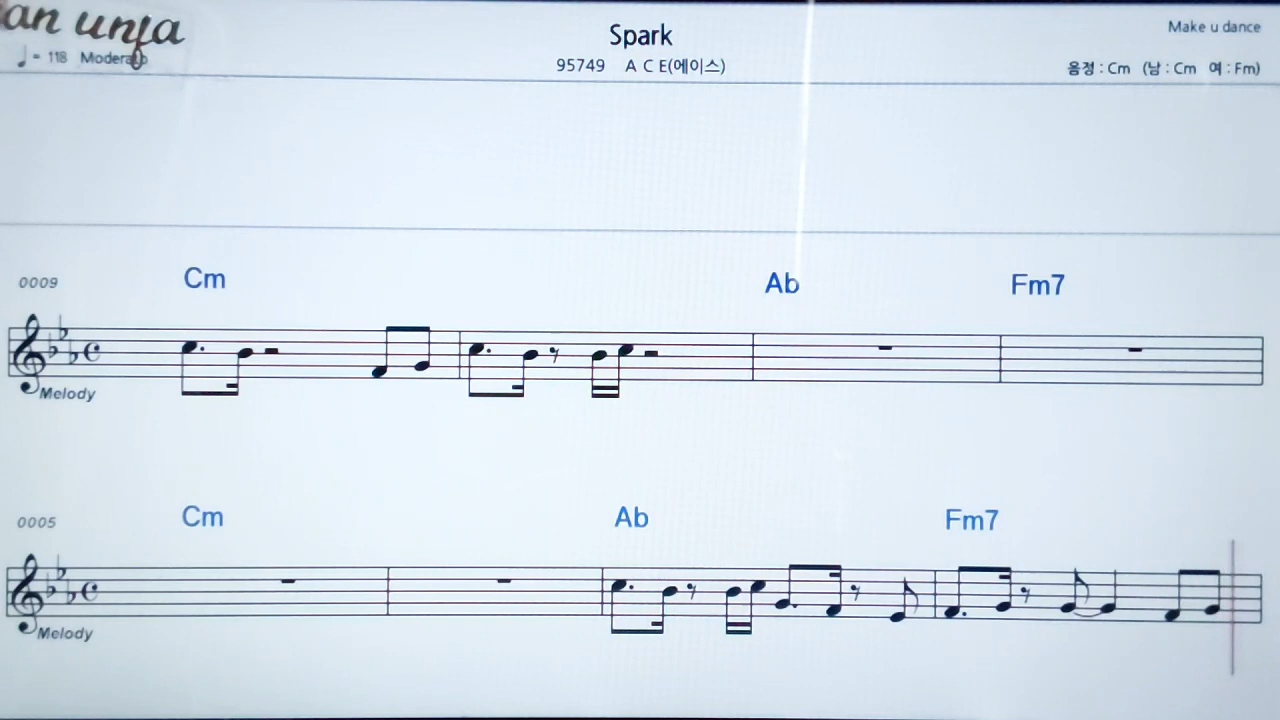 an unja
Spark
Make u dance
♩ = 118 Moderato
95749 A C E(에이스)
음정 : Cm (남 : Cm 여 : Fm)
0009
Cm Ab Fm7
Melody
0005
Cm Ab Fm7
Melody